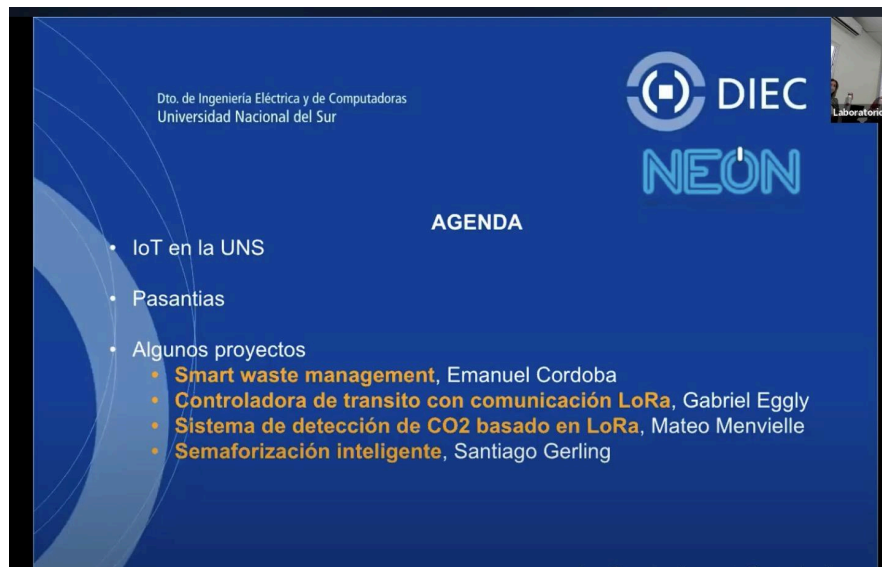 Dto. de Ingeniería Eléctrica y de Computadoras
Universidad Nacional del Sur
DIEC
Laboratorio
NEON
AGENDA
• IoT en la UNS
• Pasantias
• Algunos proyectos
• Smart waste management, Emanuel Cordoba
• Controladora de transito con comunicación LoRa, Gabriel Eggly
• Sistema de detección de CO2 basado en LoRa, Mateo Menvielle
• Semaforización inteligente, Santiago Gerling